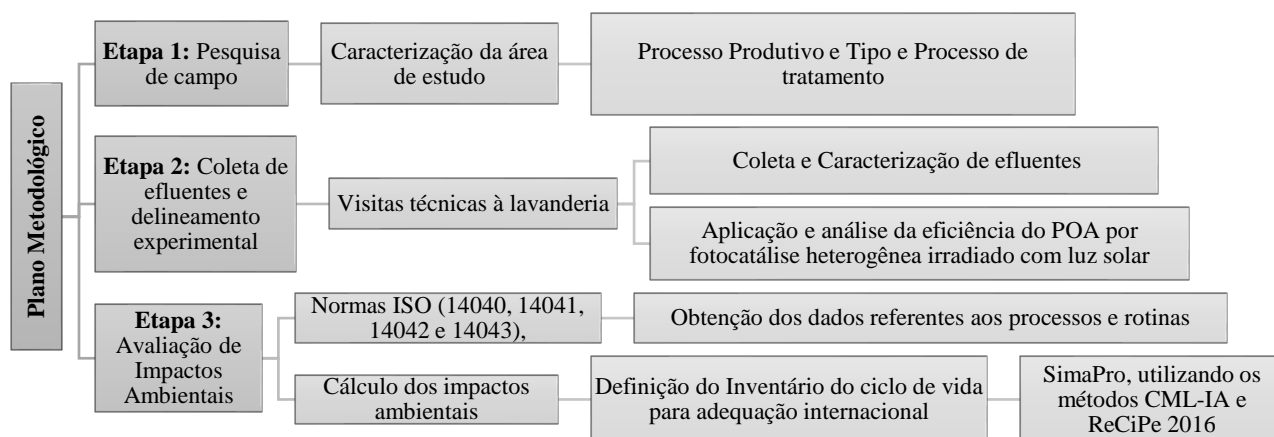 Plano Metodológico
Etapa 1: Pesquisa
de campo
Caracterização da área
de estudo
Processo Produtivo e Tipo e Processo de
tratamento
Etapa 2: Coleta de
efluentes e
delineamento
experimental
Visitas técnicas à lavanderia
Coleta e Caracterização de efluentes
Aplicação e análise da eficiência do POA por
fotocatálise heterogênea irradiado com luz solar
Etapa 3:
Avaliação de
Impactos
Ambientais
Normas ISO (14040, 14041,
14042 e 14043),
Obtenção dos dados referentes aos processos e rotinas
Cálculo dos impactos
ambientais
Definição do Inventário do ciclo de vida
para adequação internacional
SimaPro, utilizando os
métodos CML-IA e
ReCiPe 2016